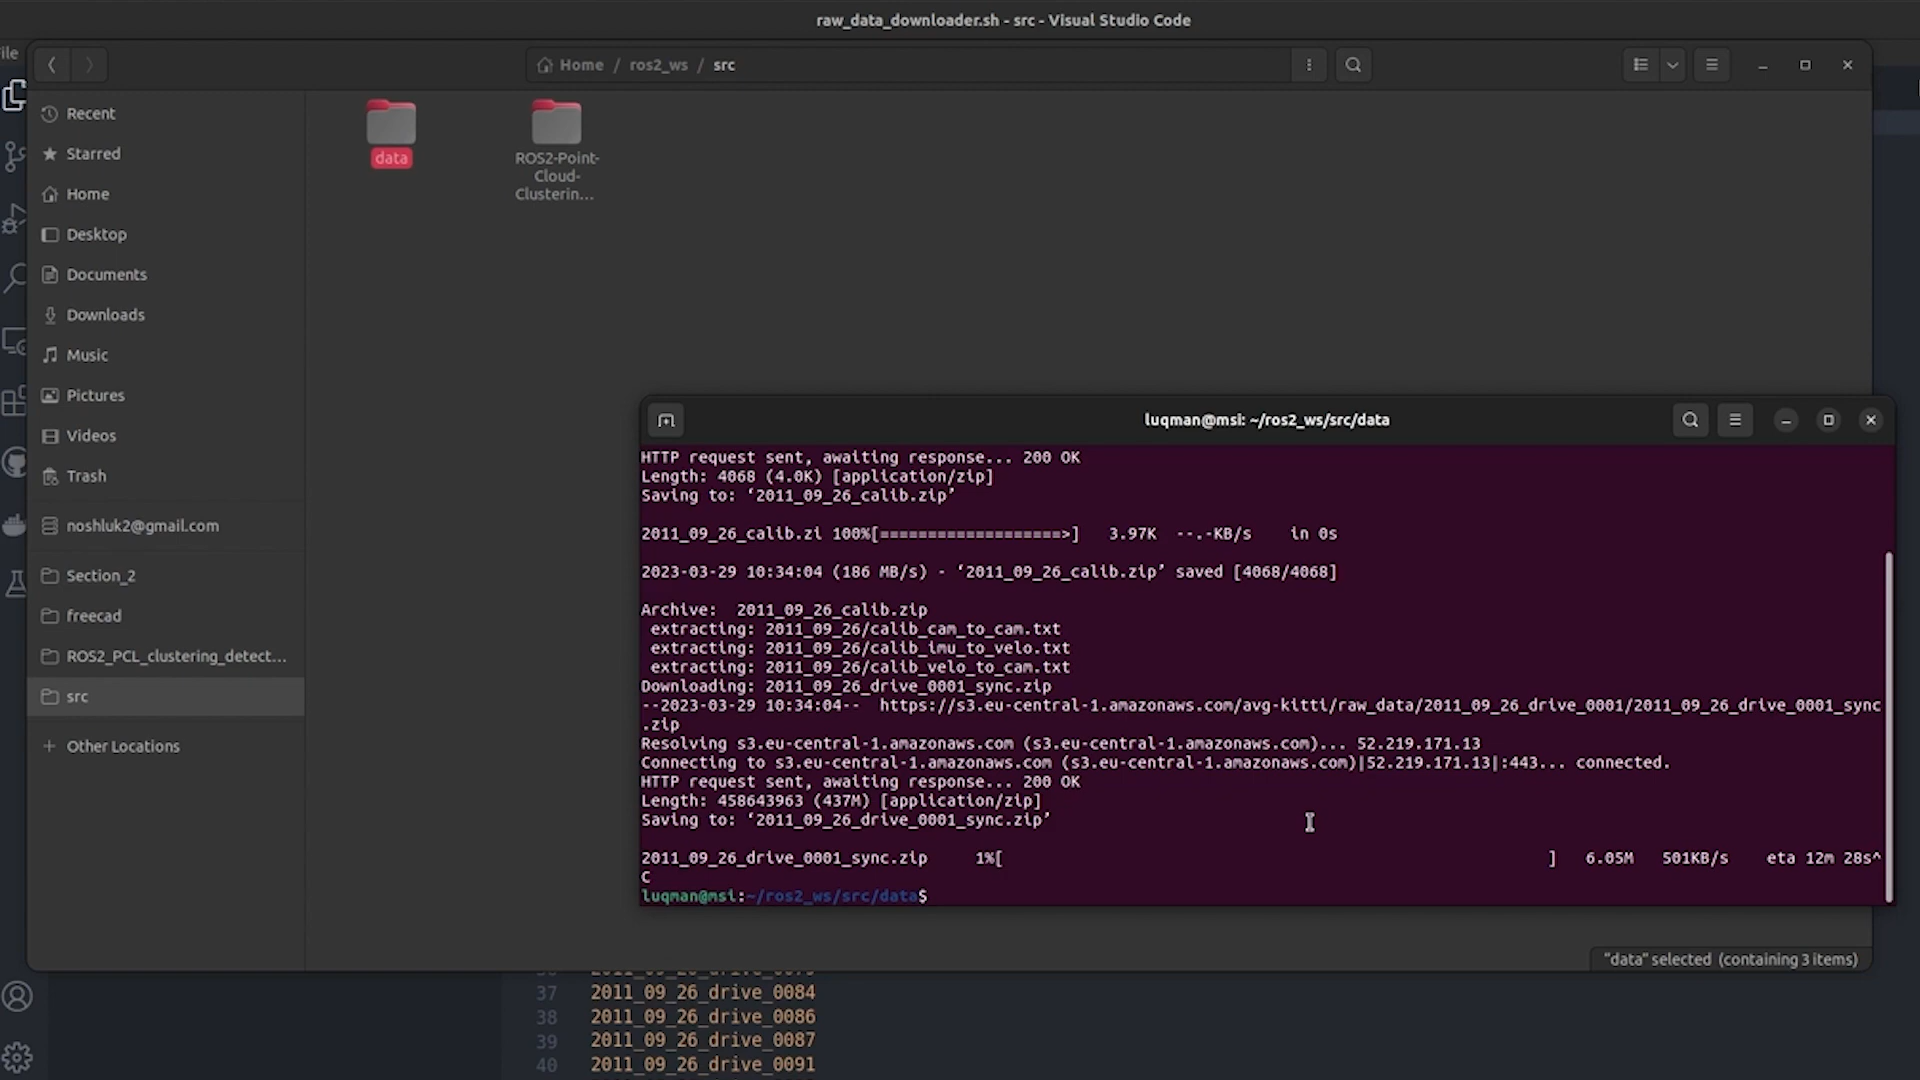 raw_data_downloader.sh - src - Visual Studio Code
Home / ros2_ws / src
Recent
Starred
Home
Desktop
Documents
Downloads
Music
Pictures
Videos
Trash
noshluk2@gmail.com
Section_2
freecad
ROS2_PCL_clustering_detect...
src
+ Other Locations
data
ROS2-Point-
Cloud-
Clusterin...
luqman@msi: ~/ros2_ws/src/data
HTTP request sent, awaiting response... 200 OK
Length: 4068 (4.0K) [application/zip]
Saving to: ‘2011_09_26_calib.zip’
2011_09_26_calib.zi 100%[===================>] 3.97K --.-KB/s in 0s
2023-03-29 10:34:04 (186 MB/s) - ‘2011_09_26_calib.zip’ saved [4068/4068]
Archive: 2011_09_26_calib.zip
extracting: 2011_09_26/calib_cam_to_cam.txt
extracting: 2011_09_26/calib_imu_to_velo.txt
extracting: 2011_09_26/calib_velo_to_cam.txt
Downloading: 2011_09_26_drive_0001_sync.zip
--2023-03-29 10:34:04-- https://s3.eu-central-1.amazonaws.com/avg-kitti/raw_data/2011_09_26_drive_0001/2011_09_26_drive_0001_sync
.zip
Resolving s3.eu-central-1.amazonaws.com (s3.eu-central-1.amazonaws.com)... 52.219.171.13
Connecting to s3.eu-central-1.amazonaws.com (s3.eu-central-1.amazonaws.com)|52.219.171.13|:443... connected.
HTTP request sent, awaiting response... 200 OK
Length: 458643963 (437M) [application/zip]
Saving to: ‘2011_09_26_drive_0001_sync.zip’
2011_09_26_drive_0001_sync.zip 1%[ ] 6.05M 501KB/s eta 12m 28s^
C
luqman@msi:~/ros2_ws/src/data$
"data" selected (containing 3 items)
37 2011_09_26_drive_0084
38 2011_09_26_drive_0086
39 2011_09_26_drive_0087
40 2011_09_26_drive_0091